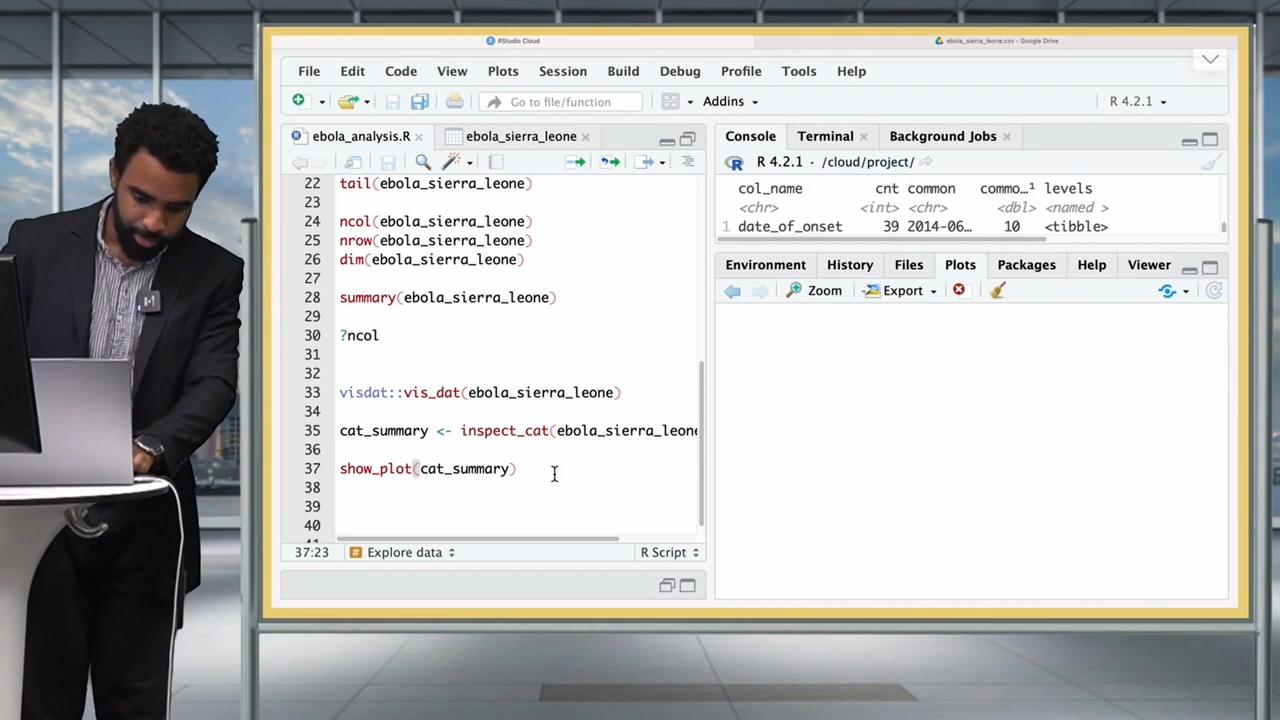 RStudio Cloud
ebola_sierra_leone.csv - Google Drive
File Edit Code View Plots Session Build Debug Profile Tools Help
Go to file/function
Addins
R 4.2.1
ebola_analysis.R
ebola_sierra_leone
22 tail(ebola_sierra_leone)
23
24 ncol(ebola_sierra_leone)
25 nrow(ebola_sierra_leone)
26 dim(ebola_sierra_leone)
27
28 summary(ebola_sierra_leone)
29
30 ?ncol
31
32
33 visdat::vis_dat(ebola_sierra_leone)
34
35 cat_summary <- inspect_cat(ebola_sierra_leone
36
37 show_plot(cat_summary)
38
39
40
37:23 # Explore data R Script
Console Terminal Background Jobs
R 4.2.1 · /cloud/project/
col_name cnt common commo…¹ levels
<chr> <int> <chr> <dbl> <named >
1 date_of_onset 39 2014-06… 10 <tibble>
Environment History Files Plots Packages Help Viewer
Zoom Export